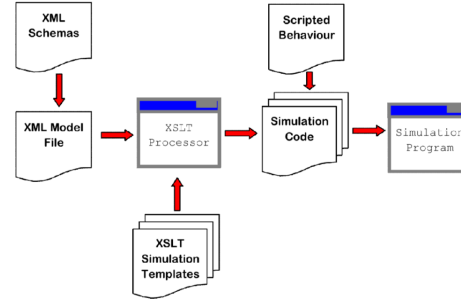 XML
Schemas
Scripted
Behaviour
XML Model
File
XSLT
Processor
Simulation
Code
Simulation
Program
XSLT
Simulation
Templates